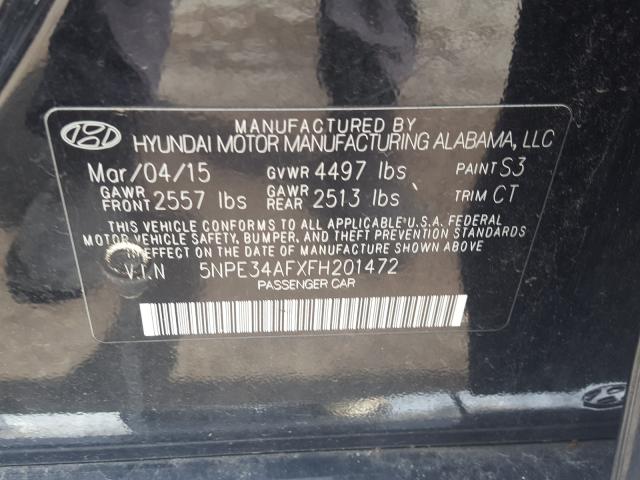 MANUFACTURED BY
HYUNDAI MOTOR MANUFACTURING ALABAMA, LLC
Mar/04/15 GVWR 4497 lbs PAINT S3
GAWR FRONT 2557 lbs GAWR REAR 2513 lbs TRIM CT
THIS VEHICLE CONFORMS TO ALL APPLICABLE U.S.A. FEDERAL
MOTOR VEHICLE SAFETY, BUMPER, AND THEFT PREVENTION STANDARDS
IN EFFECT ON THE DATE OF MANUFACTURE SHOWN ABOVE.
V.I.N 5NPE34AFXFH201472
PASSENGER CAR